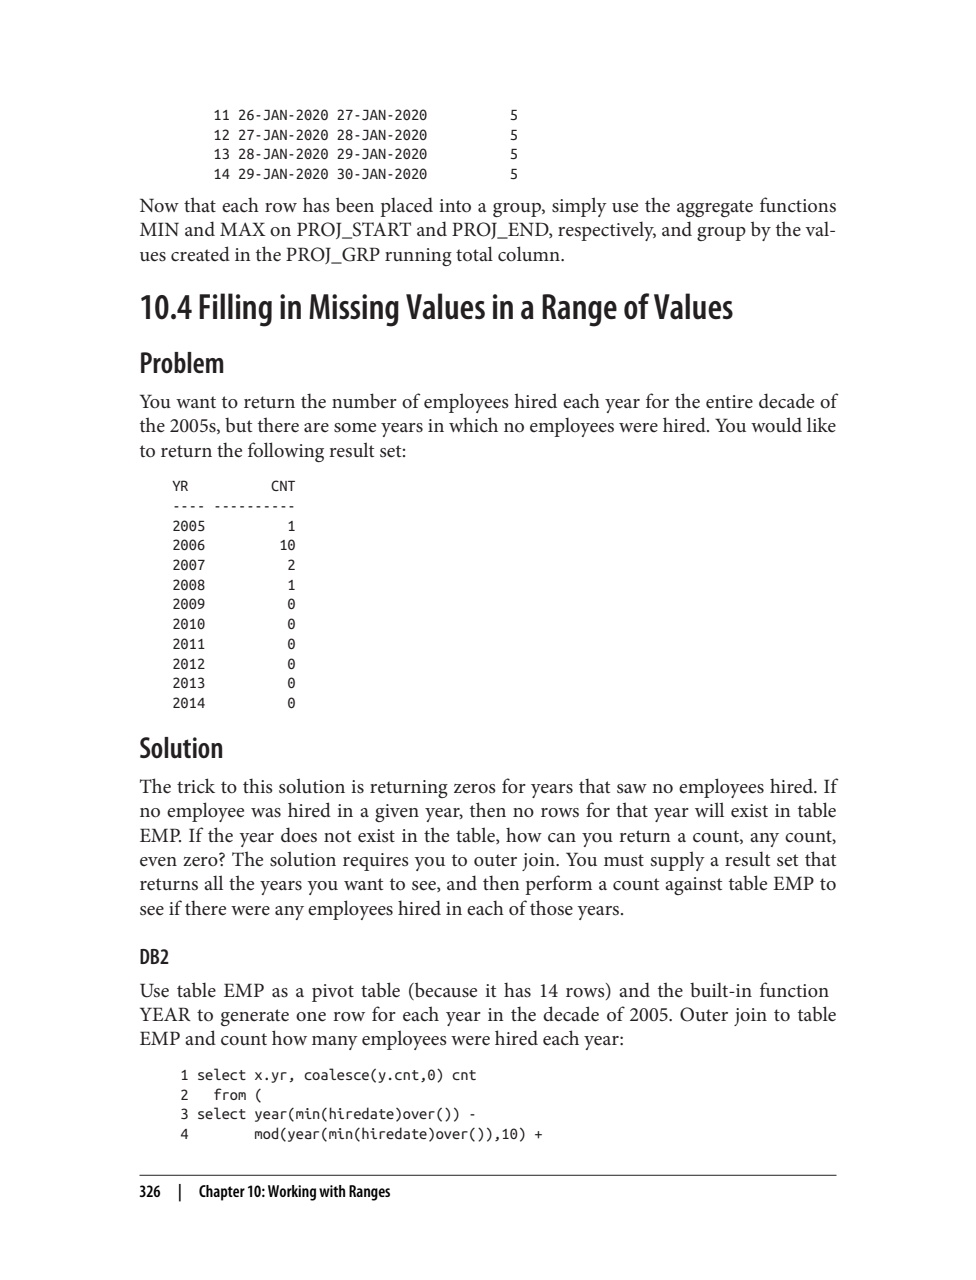 11 26-JAN-2020 27-JAN-2020          5
12 27-JAN-2020 28-JAN-2020          5
13 28-JAN-2020 29-JAN-2020          5
14 29-JAN-2020 30-JAN-2020          5
Now that each row has been placed into a group, simply use the aggregate functions
MIN and MAX on PROJ_START and PROJ_END, respectively, and group by the val-
ues created in the PROJ_GRP running total column.
10.4 Filling in Missing Values in a Range of Values
Problem
You want to return the number of employees hired each year for the entire decade of
the 2005s, but there are some years in which no employees were hired. You would like
to return the following result set:
YR          CNT
---- ----------
2005          1
2006         10
2007          2
2008          1
2009          0
2010          0
2011          0
2012          0
2013          0
2014          0
Solution
The trick to this solution is returning zeros for years that saw no employees hired. If
no employee was hired in a given year, then no rows for that year will exist in table
EMP. If the year does not exist in the table, how can you return a count, any count,
even zero? The solution requires you to outer join. You must supply a result set that
returns all the years you want to see, and then perform a count against table EMP to
see if there were any employees hired in each of those years.
DB2
Use table EMP as a pivot table (because it has 14 rows) and the built-in function
YEAR to generate one row for each year in the decade of 2005. Outer join to table
EMP and count how many employees were hired each year:
1 select x.yr, coalesce(y.cnt,0) cnt
2   from (
3 select year(min(hiredate)over()) -
4        mod(year(min(hiredate)over()),10) +
326 | Chapter 10: Working with Ranges